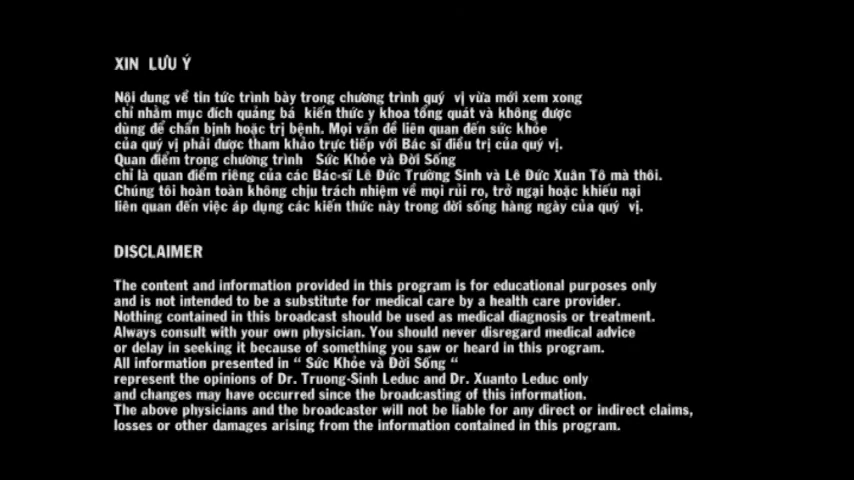 XIN LƯU Ý
Nội dung về tin tức trình bày trong chương trình quý vị vừa mới xem xong
chỉ nhằm mục đích quảng bá kiến thức y khoa tổng quát và không được
dùng để chẩn bịnh hoặc trị bệnh. Mọi vấn đề liên quan đến sức khỏe
của quý vị phải được tham khảo trực tiếp với Bác sĩ điều trị của quý vị.
Quan điểm trong chương trình Sức Khỏe và Đời Sống
chỉ là quan điểm riêng của các Bác-sĩ Lê Đức Trường Sinh và Lê Đức Xuân Tô mà thôi.
Chúng tôi hoàn toàn không chịu trách nhiệm về mọi rủi ro, trở ngại hoặc khiếu nại
liên quan đến việc áp dụng các kiến thức này trong đời sống hàng ngày của quý vị.
DISCLAIMER
The content and information provided in this program is for educational purposes only
and is not intended to be a substitute for medical care by a health care provider.
Nothing contained in this broadcast should be used as medical diagnosis or treatment.
Always consult with your own physician. You should never disregard medical advice
or delay in seeking it because of something you saw or heard in this program.
All information presented in “ Sức Khỏe và Đời Sống “
represent the opinions of Dr. Truong-Sinh Leduc and Dr. Xuanto Leduc only
and changes may have occurred since the broadcasting of this information.
The above physicians and the broadcaster will not be liable for any direct or indirect claims,
losses or other damages arising from the information contained in this program.